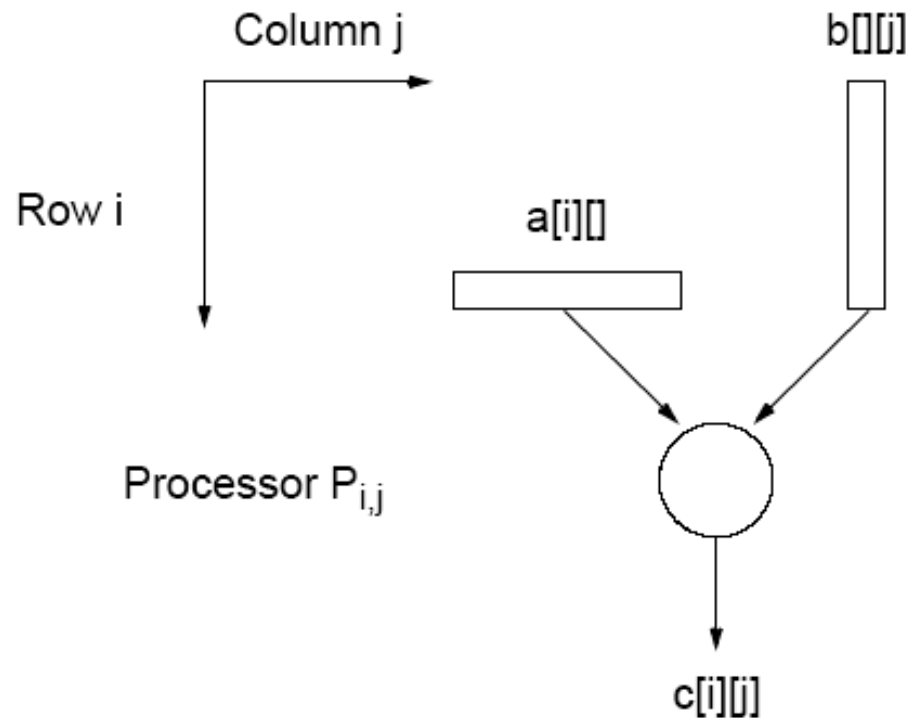 Column j
b[][j]
Row i
a[i][]
Processor Pi,j
c[i][j]